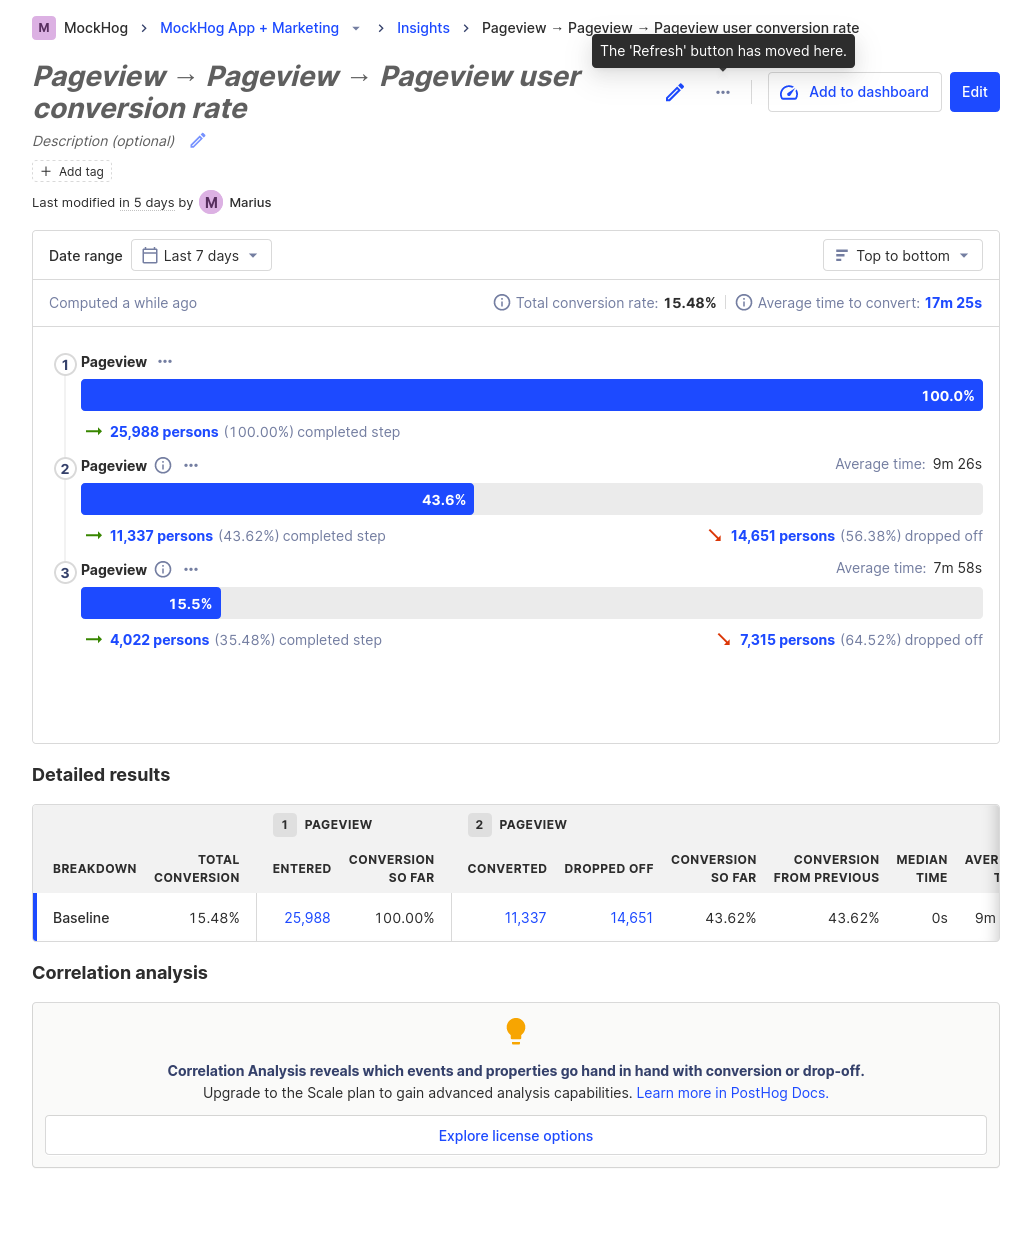 M MockHog > MockHog App + Marketing > Insights > Pageview → Pageview → Pageview user conversion rate
The 'Refresh' button has moved here.
Pageview → Pageview → Pageview user
conversion rate
Add to dashboard
Edit
Description (optional)
+ Add tag
Last modified in 5 days by M Marius
Date range Last 7 days Top to bottom
Computed a while ago Total conversion rate: 15.48% Average time to convert: 17m 25s
1 Pageview
100.0%
→ 25,988 persons (100.00%) completed step
2 Pageview Average time: 9m 26s
43.6%
→ 11,337 persons (43.62%) completed step ↘ 14,651 persons (56.38%) dropped off
3 Pageview Average time: 7m 58s
15.5%
→ 4,022 persons (35.48%) completed step ↘ 7,315 persons (64.52%) dropped off
Detailed results
1 PAGEVIEW 2 PAGEVIEW
BREAKDOWN TOTAL CONVERSION ENTERED CONVERSION SO FAR CONVERTED DROPPED OFF CONVERSION SO FAR CONVERSION FROM PREVIOUS MEDIAN TIME AVER
Baseline 15.48% 25,988 100.00% 11,337 14,651 43.62% 43.62% 0s 9m
Correlation analysis
Correlation Analysis reveals which events and properties go hand in hand with conversion or drop-off.
Upgrade to the Scale plan to gain advanced analysis capabilities. Learn more in PostHog Docs.
Explore license options